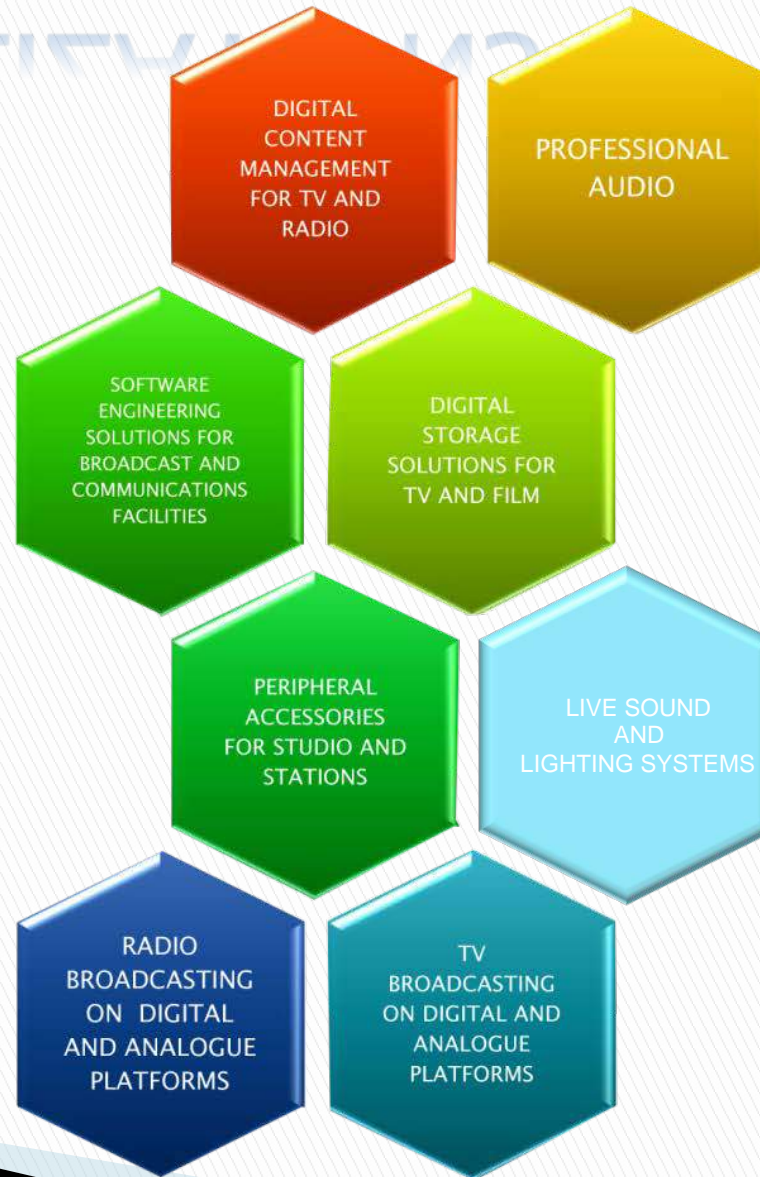 DIGITAL
CONTENT
MANAGEMENT
FOR TV AND
RADIO
PROFESSIONAL
AUDIO
SOFTWARE
ENGINEERING
SOLUTIONS FOR
BROADCAST AND
COMMUNICATIONS
FACILITIES
DIGITAL
STORAGE
SOLUTIONS FOR
TV AND FILM
PERIPHERAL
ACCESSORIES
FOR STUDIO AND
STATIONS
LIVE SOUND
AND
LIGHTING SYSTEMS
RADIO
BROADCASTING
ON DIGITAL
AND ANALOGUE
PLATFORMS
TV
BROADCASTING
ON DIGITAL AND
ANALOGUE
PLATFORMS